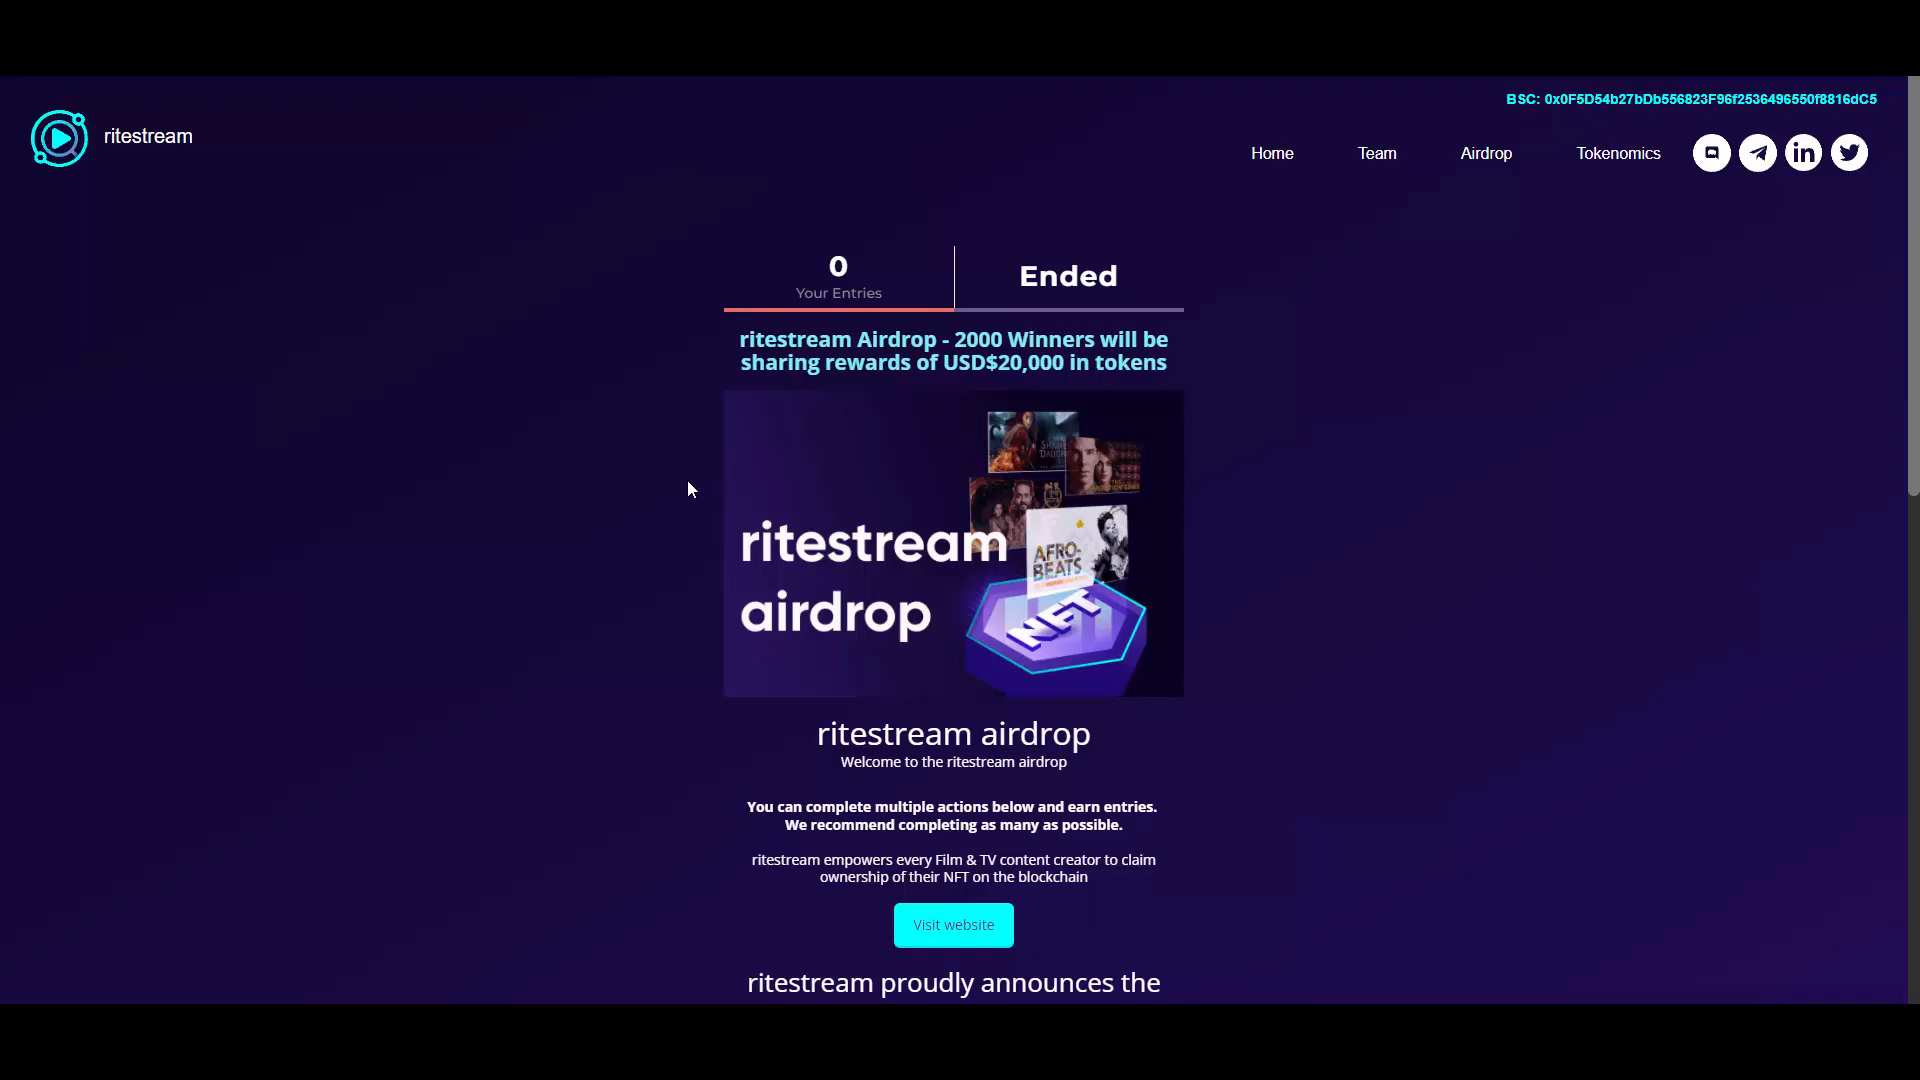 BSC: 0x0F5D54b27bDb556823F96f2536496550f8816dC5
ritestream
Home
Team
Airdrop
Tokenomics
in
0
Your Entries
Ended
ritestream Airdrop - 2000 Winners will be
sharing rewards of USD$20,000 in tokens
AFRO-
BEATS
ritestream
airdrop
NFT
ritestream airdrop
Welcome to the ritestream airdrop
You can complete multiple actions below and earn entries.
We recommend completing as many as possible.
ritestream empowers every Film & TV content creator to claim
ownership of their NFT on the blockchain
Visit website
ritestream proudly announces the